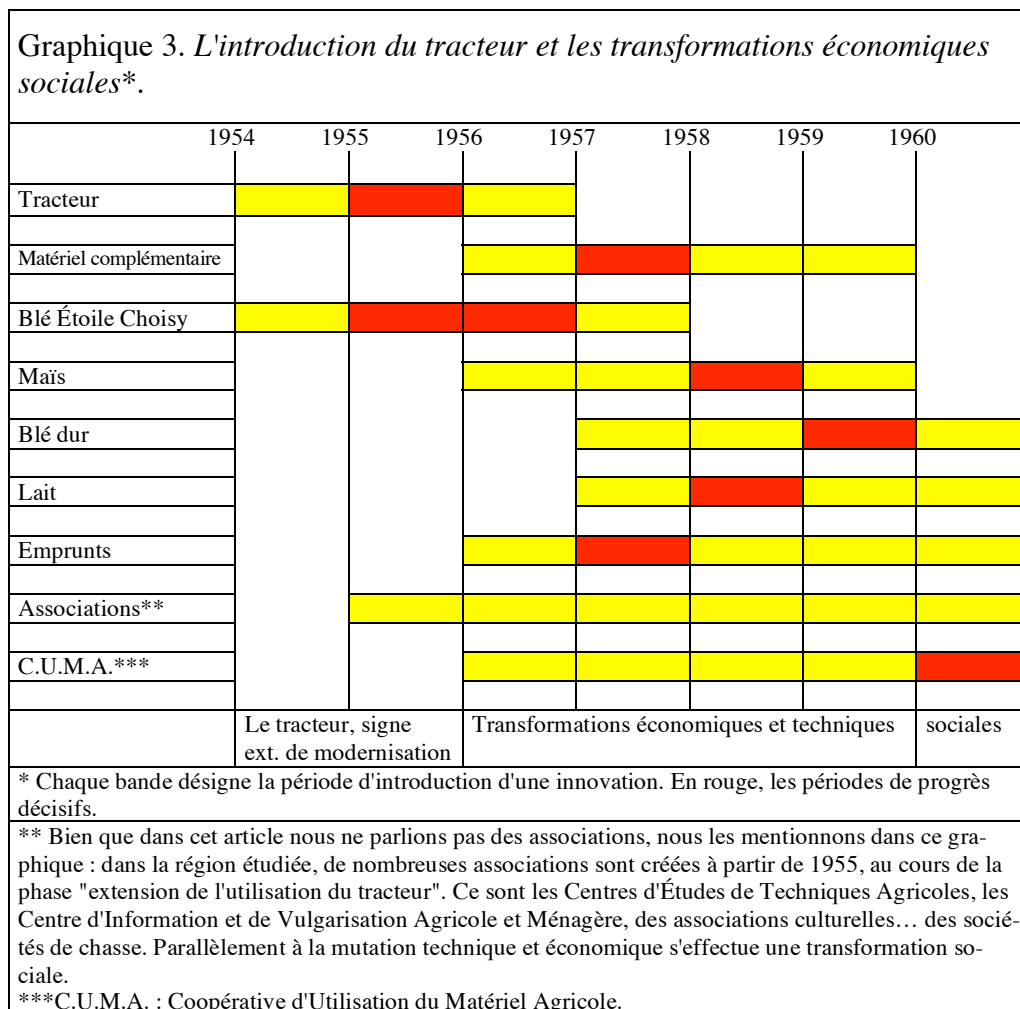 Graphique 3. L'introduction du tracteur et les transformations économiques
sociales*.
1954 1955 1956 1957 1958 1959 1960
Tracteur
Matériel complémentaire
Blé Étoile Choisy
Maïs
Blé dur
Lait
Emprunts
Associations**
C.U.M.A.***
Le tracteur, signe
ext. de modernisation
Transformations économiques et techniques
sociales
* Chaque bande désigne la période d'introduction d'une innovation. En rouge, les périodes de progrès
décisifs.
** Bien que dans cet article nous ne parlions pas des associations, nous les mentionnons dans ce gra-
phique : dans la région étudiée, de nombreuses associations sont créées à partir de 1955, au cours de la
phase "extension de l'utilisation du tracteur". Ce sont les Centres d'Études de Techniques Agricoles, les
Centre d'Information et de Vulgarisation Agricole et Ménagère, des associations culturelles… des socié-
tés de chasse. Parallèlement à la mutation technique et économique s'effectue une transformation so-
ciale.
***C.U.M.A. : Coopérative d'Utilisation du Matériel Agricole.